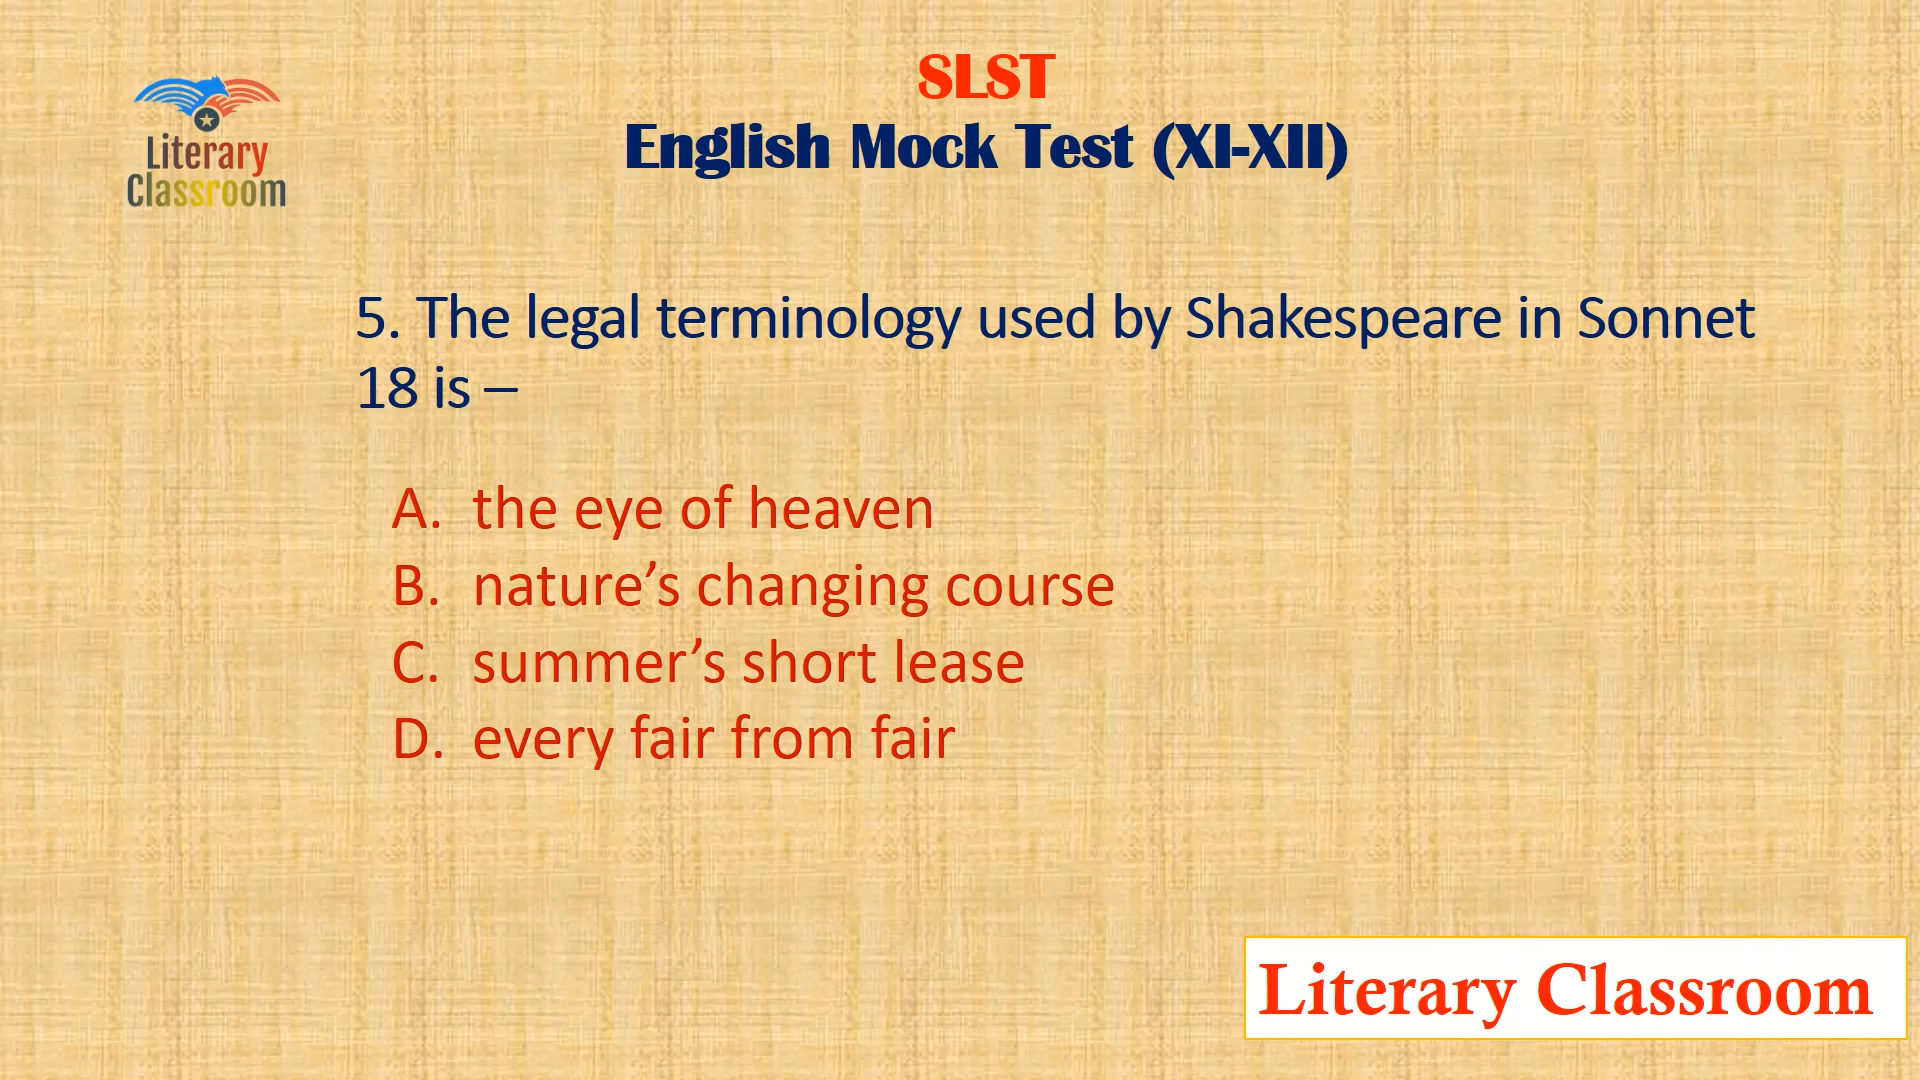 Literary
Classroom
SLST
English Mock Test (XI-XII)
5. The legal terminology used by Shakespeare in Sonnet
18 is –
A. the eye of heaven
B. nature’s changing course
C. summer’s short lease
D. every fair from fair
Literary Classroom